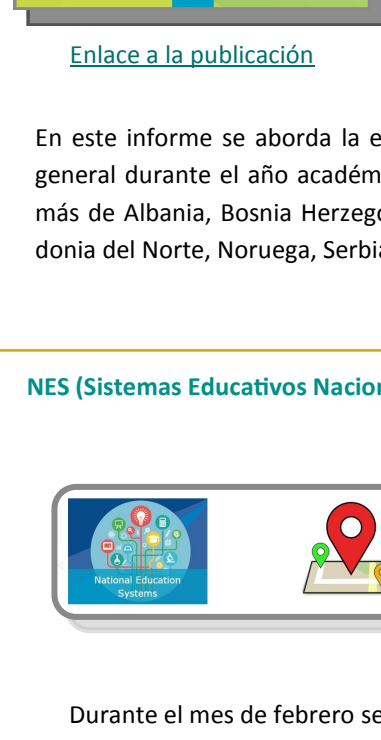 Enlace a la publicación
En este informe se aborda la e
general durante el año académ
más de Albania, Bosnia Herzego
donia del Norte, Noruega, Serbia
NES (Sistemas Educativos Nacion
National Education
Systems
Durante el mes de febrero se